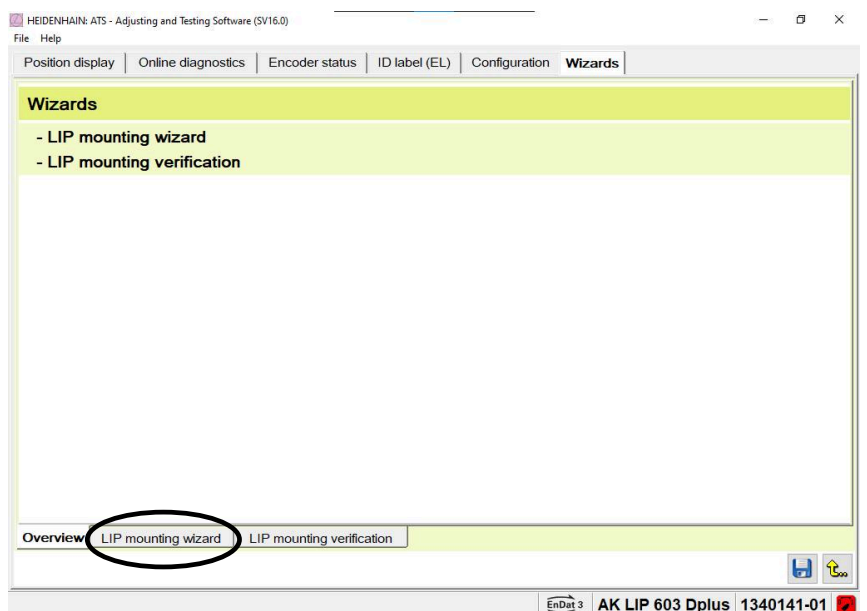 HEIDENHAIN: ATS - Adjusting and Testing Software (SV16.0)
File Help
Position display Online diagnostics Encoder status ID label (EL) Configuration Wizards
Wizards
- LIP mounting wizard
- LIP mounting verification
Overview LIP mounting wizard LIP mounting verification
EnDat 3 AK LIP 603 Dplus 1340141-01